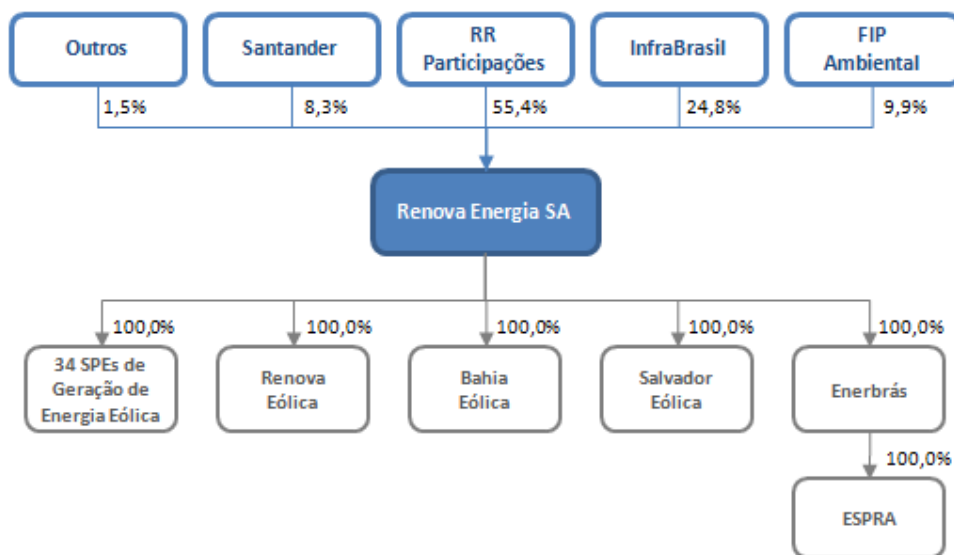 Outros
Santander
RR
Participações
InfraBrasil
FIP
Ambiental
1,5%
8,3%
55,4%
24,8%
9,9%
Renova Energia SA
100,0%
100,0%
100,0%
100,0%
100,0%
34 SPEs de
Geração de
Energia Eólica
Renova
Eólica
Bahia
Eólica
Salvador
Eólica
Enerbrás
100,0%
ESPRA